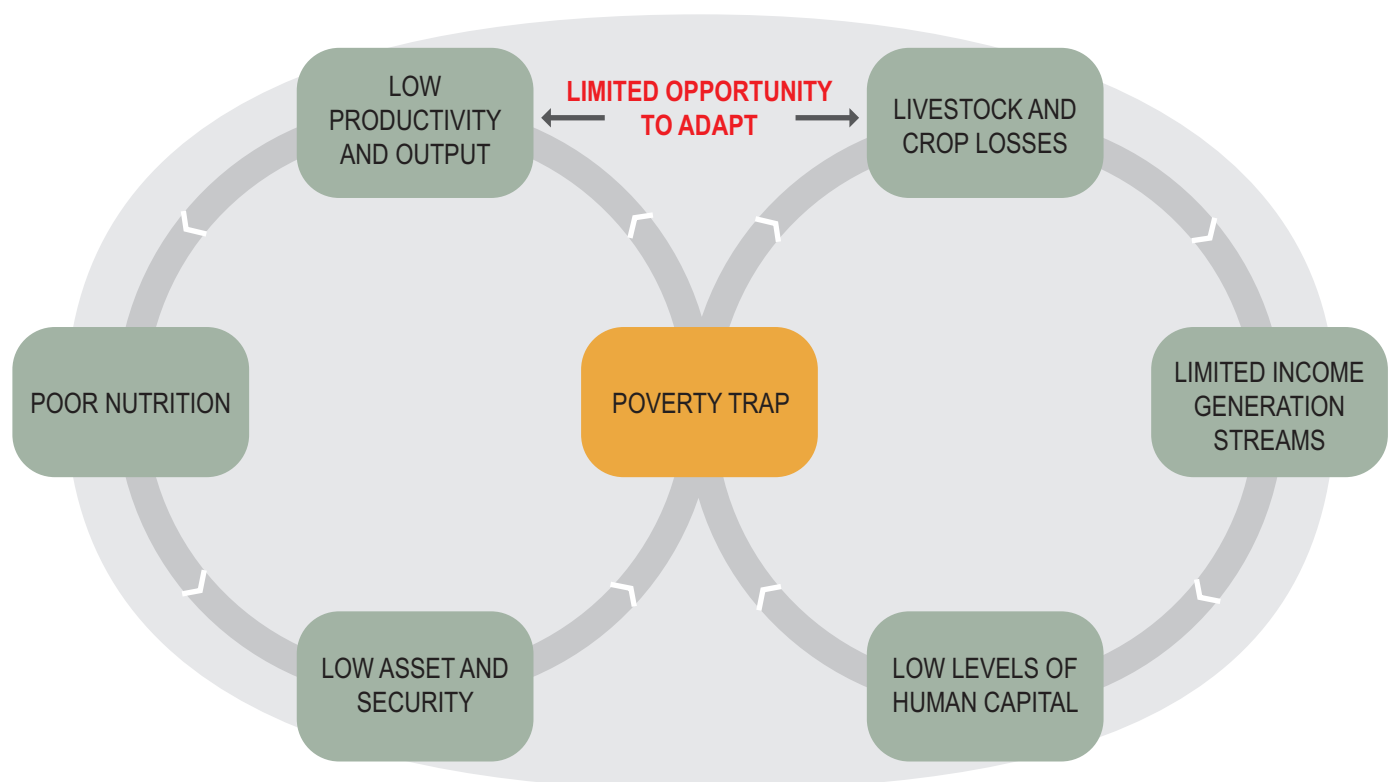 LOW
PRODUCTIVITY
AND OUTPUT
LIMITED OPPORTUNITY
TO ADAPT
LIVESTOCK AND
CROP LOSSES
POOR NUTRITION
POVERTY TRAP
LIMITED INCOME
GENERATION
STREAMS
LOW ASSET AND
SECURITY
LOW LEVELS OF
HUMAN CAPITAL